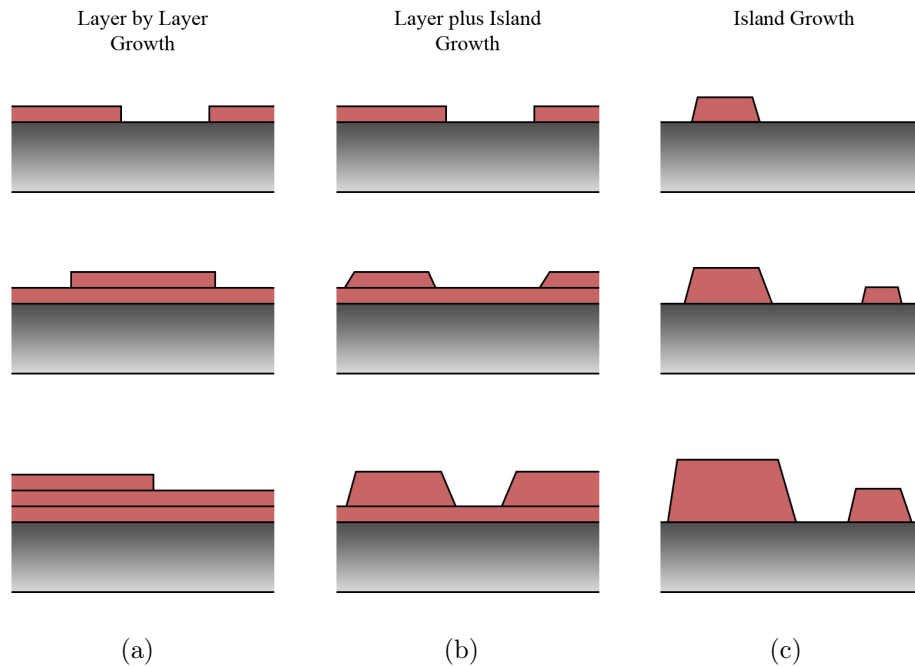 Layer by Layer
Growth
Layer plus Island
Growth
Island Growth
(a)
(b)
(c)